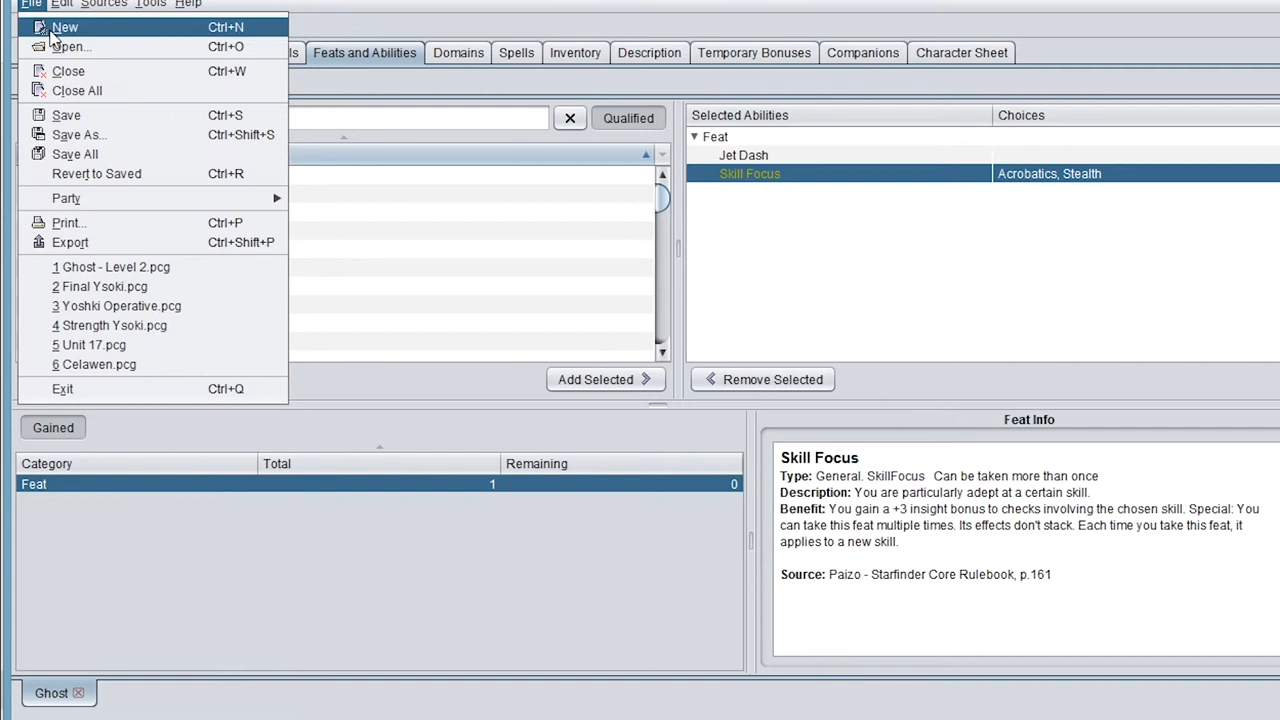 File Edit Sources Tools Help
New Ctrl+N
Open... Ctrl+O
Close Ctrl+W
Close All
Save Ctrl+S
Save As... Ctrl+Shift+S
Save All
Revert to Saved Ctrl+R
Party
Print... Ctrl+P
Export Ctrl+Shift+P
1 Ghost - Level 2.pcg
2 Final Ysoki.pcg
3 Yoshki Operative.pcg
4 Strength Ysoki.pcg
5 Unit 17.pcg
6 Celawen.pcg
Exit Ctrl+Q
ls Feats and Abilities Domains Spells Inventory Description Temporary Bonuses Companions Character Sheet
Qualified
Selected Abilities Choices
Feat
Jet Dash
Skill Focus Acrobatics, Stealth
Add Selected Remove Selected
Gained
Category Total Remaining
Feat 1 0
Feat Info
Skill Focus
Type: General. SkillFocus Can be taken more than once
Description: You are particularly adept at a certain skill.
Benefit: You gain a +3 insight bonus to checks involving the chosen skill. Special: You
can take this feat multiple times. Its effects don't stack. Each time you take this feat, it
applies to a new skill.
Source: Paizo - Starfinder Core Rulebook, p.161
Ghost